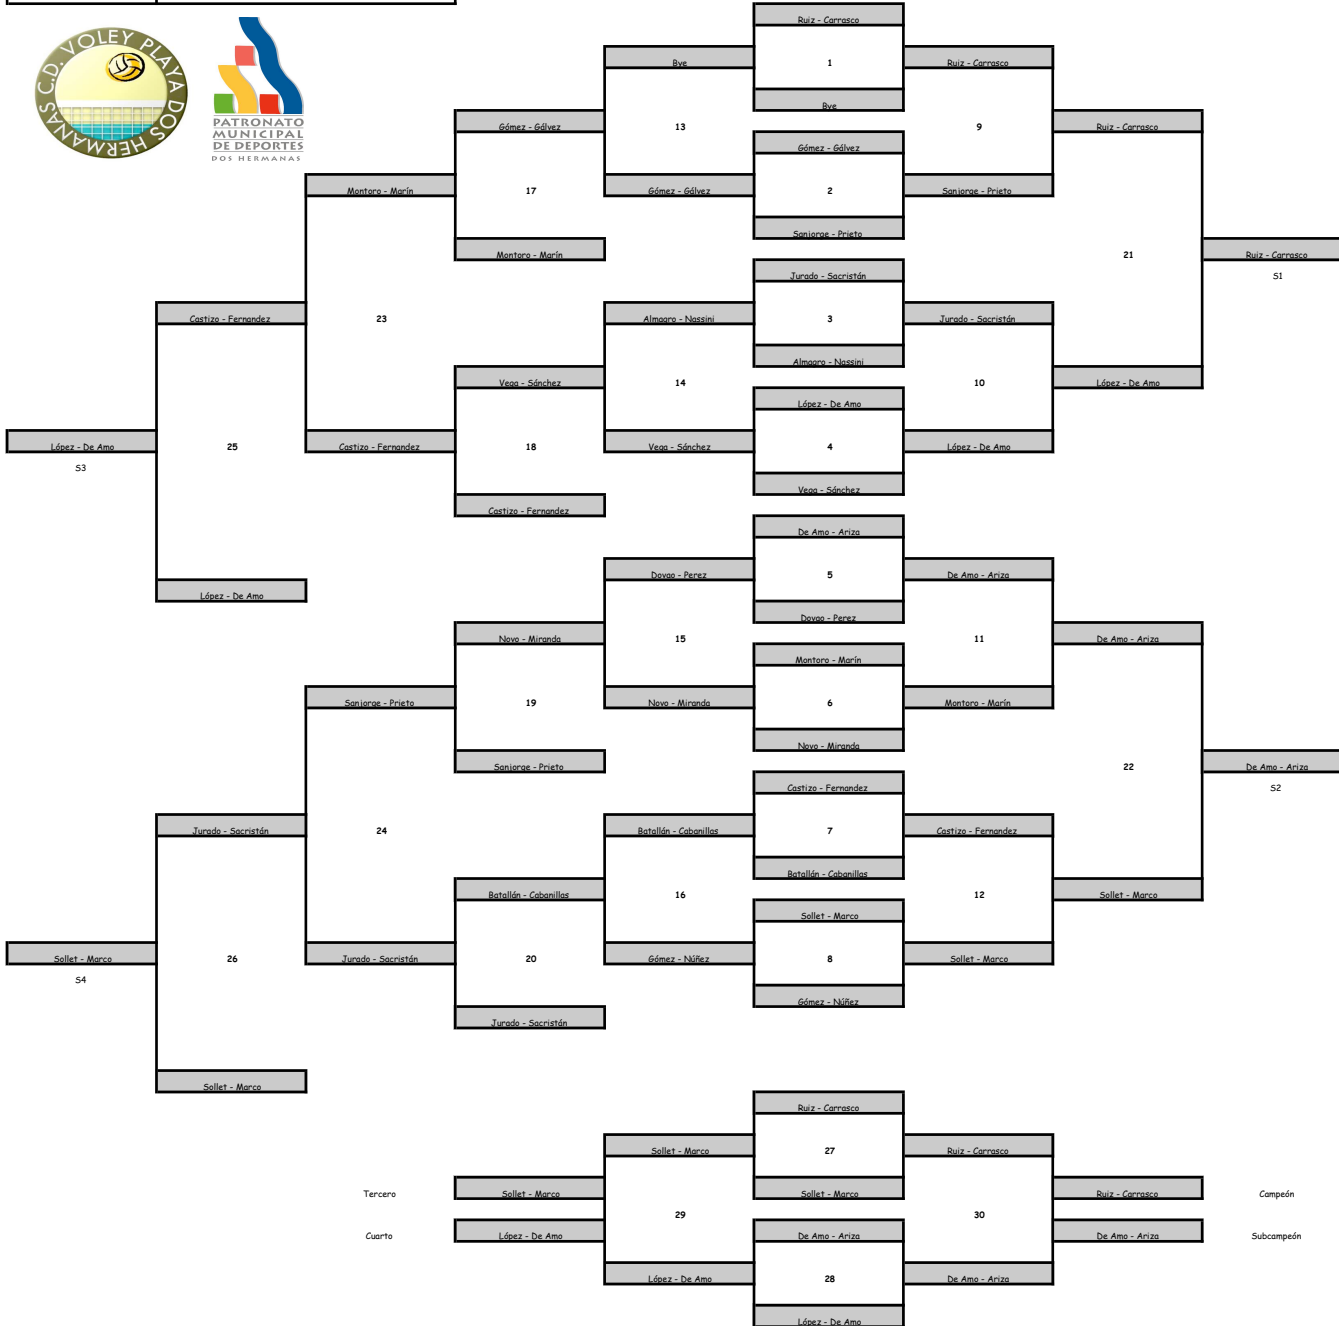 C.D. VOLEY PLAYA DOS HERMANAS
PATRONATO
MUNICIPAL
DE DEPORTES
DOS HERMANAS
Ruiz - Carrasco
Bye
1
Ruiz - Carrasco
Bye
Gómez - Gálvez
13
9
Ruiz - Carrasco
Gómez - Gálvez
Montoro - Marín
17
Gómez - Gálvez
2
Sanjorge - Prieto
Sanjorge - Prieto
Montoro - Marín
21
Ruiz - Carrasco
Jurado - Sacristán
S1
Castizo - Fernandez
23
Almagro - Nassini
3
Jurado - Sacristán
Almagro - Nassini
Vega - Sánchez
14
10
López - De Amo
López - De Amo
López - De Amo
25
Castizo - Fernandez
18
Vega - Sánchez
4
López - De Amo
S3
Vega - Sánchez
Castizo - Fernandez
De Amo - Ariza
Dovao - Perez
5
De Amo - Ariza
López - De Amo
Dovao - Perez
Novo - Miranda
15
11
De Amo - Ariza
Montoro - Marín
Sanjorge - Prieto
19
Novo - Miranda
6
Montoro - Marín
Novo - Miranda
Sanjorge - Prieto
22
De Amo - Ariza
Castizo - Fernandez
S2
Jurado - Sacristán
24
Batallán - Cabanillas
7
Castizo - Fernandez
Batallán - Cabanillas
Batallán - Cabanillas
16
12
Sollet - Marco
Sollet - Marco
Sollet - Marco
26
Jurado - Sacristán
20
Gómez - Núñez
8
Sollet - Marco
S4
Gómez - Núñez
Jurado - Sacristán
Sollet - Marco
Ruiz - Carrasco
Sollet - Marco
27
Ruiz - Carrasco
Tercero
Sollet - Marco
Sollet - Marco
Ruiz - Carrasco
Campeón
29
30
Cuarto
López - De Amo
De Amo - Ariza
De Amo - Ariza
Subcampeón
López - De Amo
28
De Amo - Ariza
López - De Amo